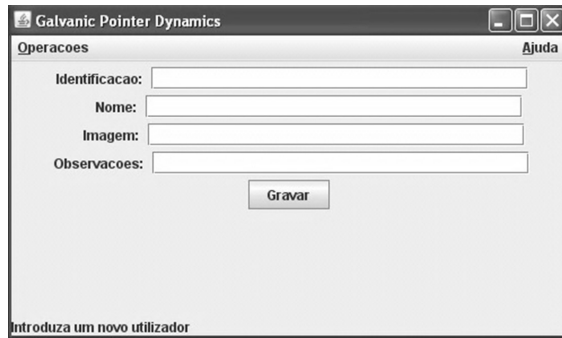 Galvanic Pointer Dynamics
Operacoes Ajuda
Identificacao:
Nome:
Imagem:
Observacoes:
Gravar
Introduza um novo utilizador